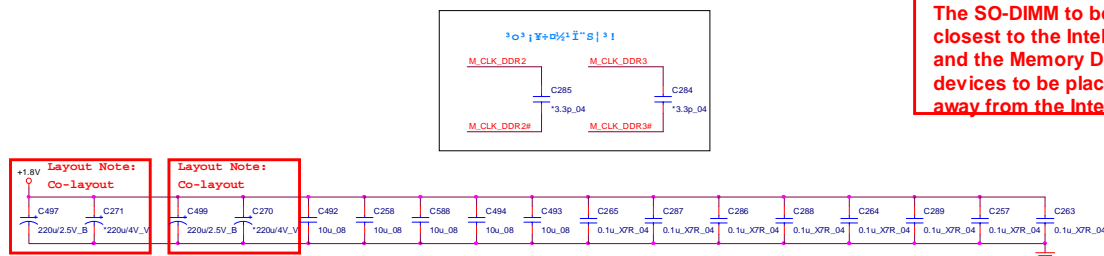 The SO-DIMM to be
closest to the Intel
and the Memory D
devices to be plac
away from the Inte
³o³¡¥÷¤½¹Ï¨S¦³!
M_CLK_DDR2
M_CLK_DDR3
C285
*3.3p_04
C284
*3.3p_04
M_CLK_DDR2#
M_CLK_DDR3#
Layout Note:
Co-layout
Layout Note:
Co-layout
+1.8V
C497
220u/2.5V_B
C271
*220u/4V_V
C499
220u/2.5V_B
C270
*220u/4V_V
C492
10u_08
C258
10u_08
C588
10u_08
C494
10u_08
C493
10u_08
C265
0.1u_X7R_04
C287
0.1u_X7R_04
C286
0.1u_X7R_04
C288
0.1u_X7R_04
C264
0.1u_X7R_04
C289
0.1u_X7R_04
C257
0.1u_X7R_04
C263
0.1u_X7R_04